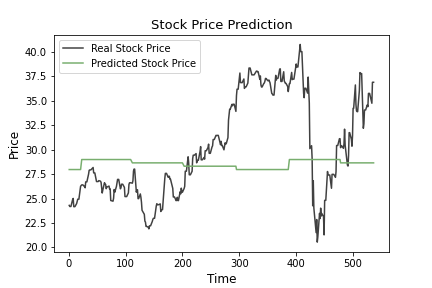 Stock Price Prediction
Real Stock Price
Predicted Stock Price
40.0
37.5
35.0
32.5
30.0
27.5
25.0
22.5
20.0
Price
0 100 200 300 400 500
Time